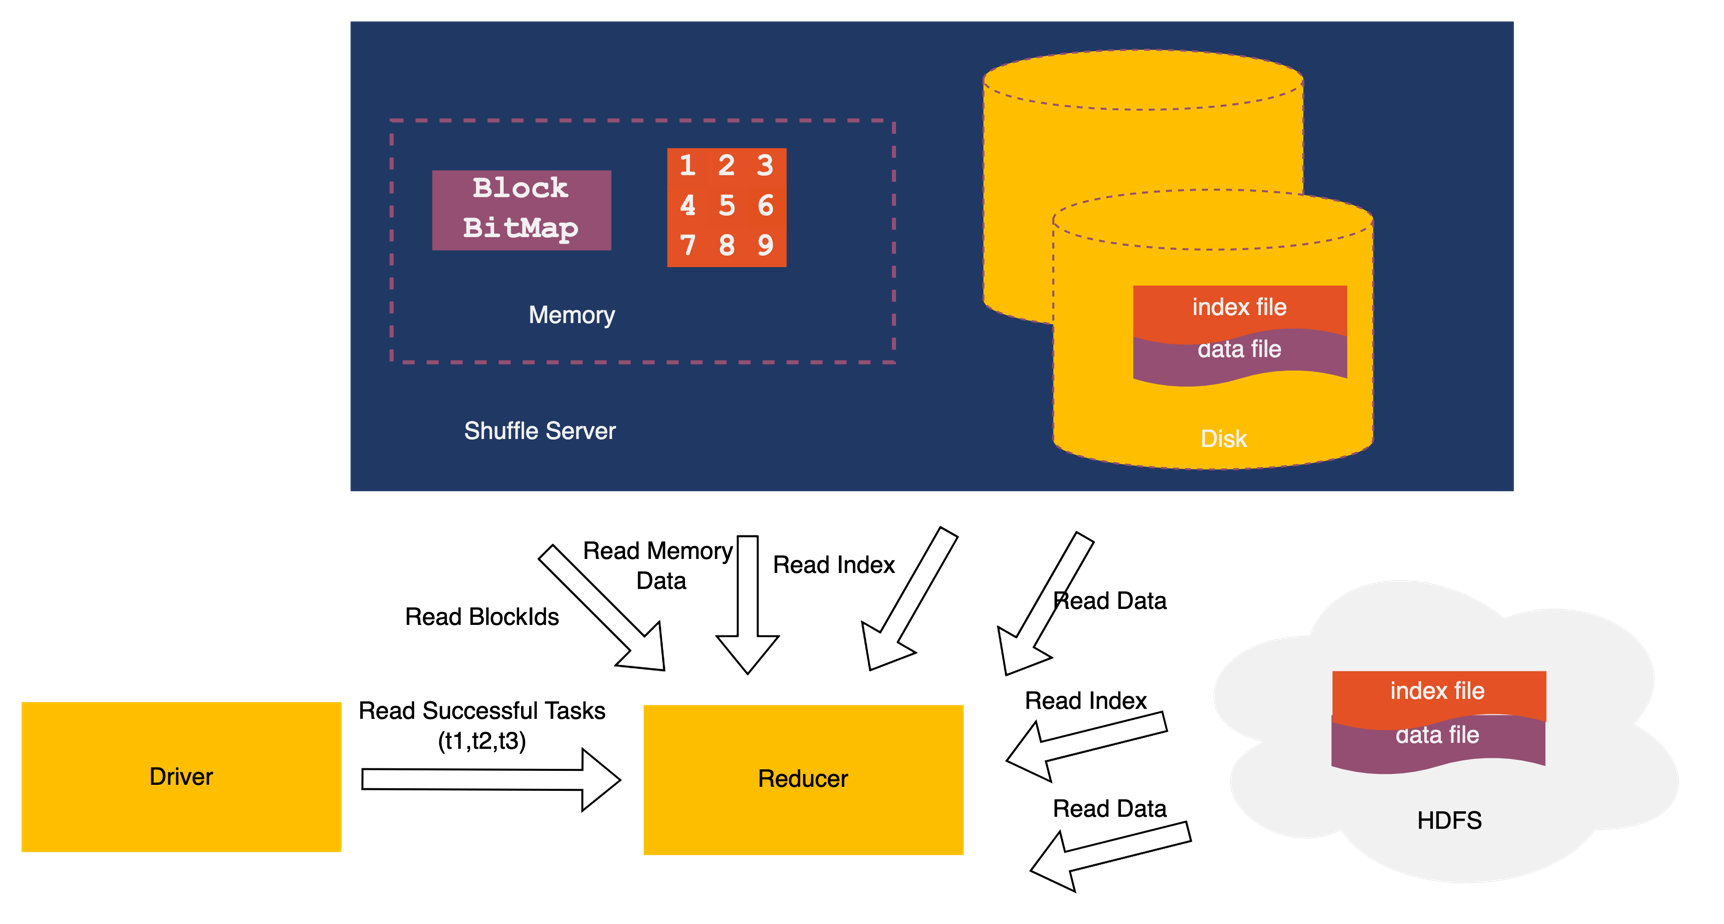 Block
BitMap
1 2 3
4 5 6
7 8 9
Memory
Shuffle Server
index file
data file
Disk
Read Memory
Data
Read Index
Read BlockIds
Read Data
Read Successful Tasks
(t1,t2,t3)
Driver
Reducer
Read Index
Read Data
index file
data file
HDFS